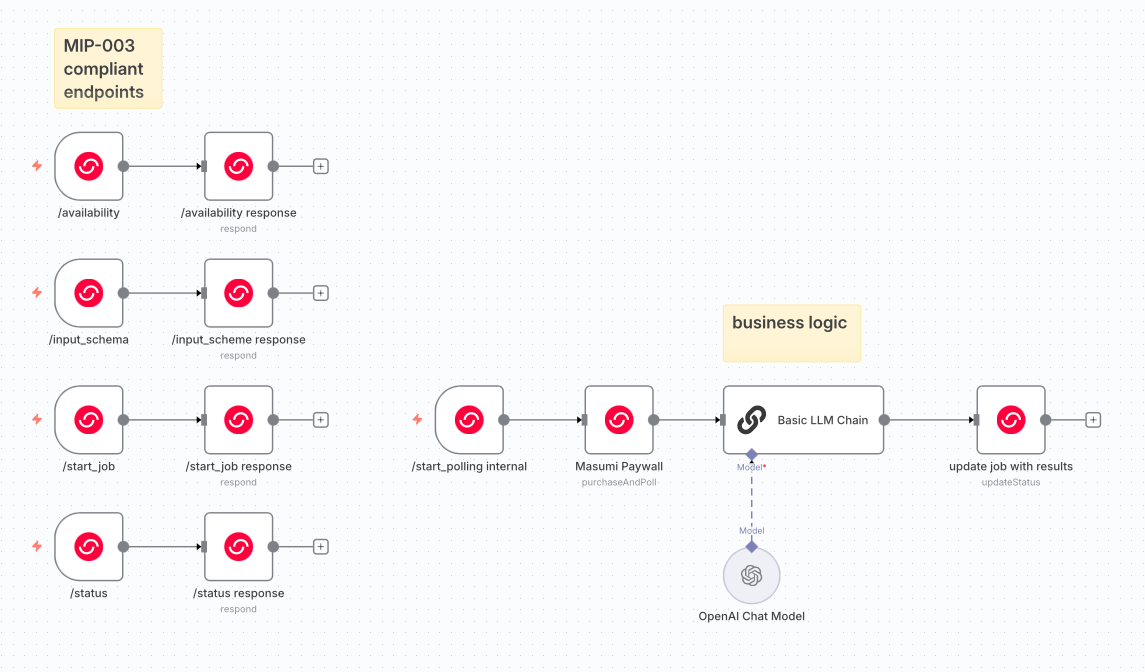 MIP-003
compliant
endpoints
/availability
/availability response
respond
/input_schema
/input_scheme response
respond
business logic
/start_job
/start_job response
respond
/start_polling internal
Masumi Paywall
purchaseAndPoll
Basic LLM Chain
Model*
Model
OpenAI Chat Model
update job with results
updateStatus
/status
/status response
respond